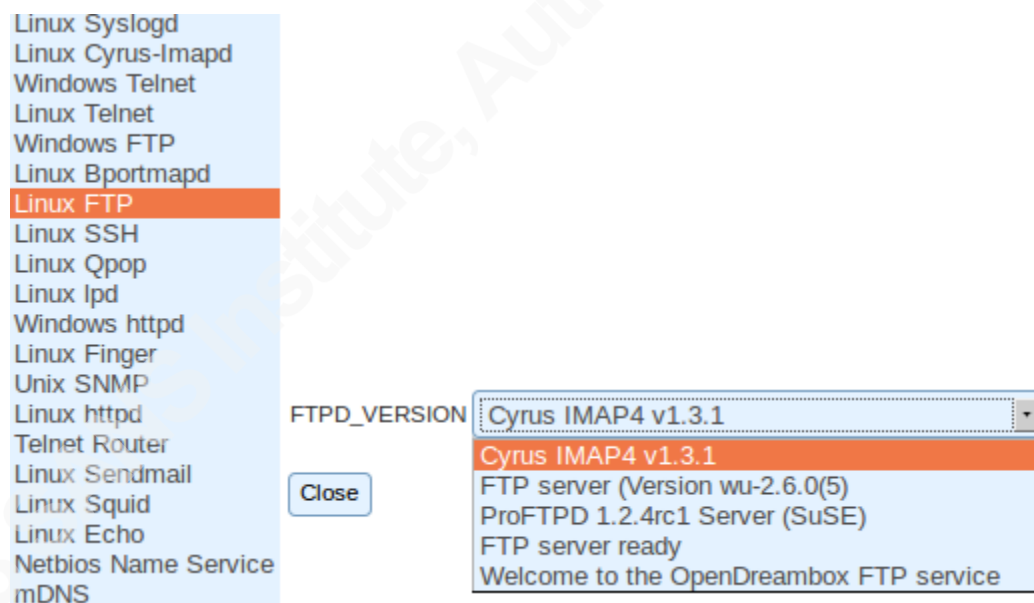 Linux Syslogd
Linux Cyrus-Imapd
Windows Telnet
Linux Telnet
Windows FTP
Linux Bportmapd
Linux FTP
Linux SSH
Linux Qpop
Linux lpd
Windows httpd
Linux Finger
Unix SNMP
Linux httpd
Telnet Router
Linux Sendmail
Linux Squid
Linux Echo
Netbios Name Service
mDNS
FTPD_VERSION
Cyrus IMAP4 v1.3.1
Cyrus IMAP4 v1.3.1
FTP server (Version wu-2.6.0(5)
ProFTPD 1.2.4rc1 Server (SuSE)
FTP server ready
Welcome to the OpenDreambox FTP service
Close